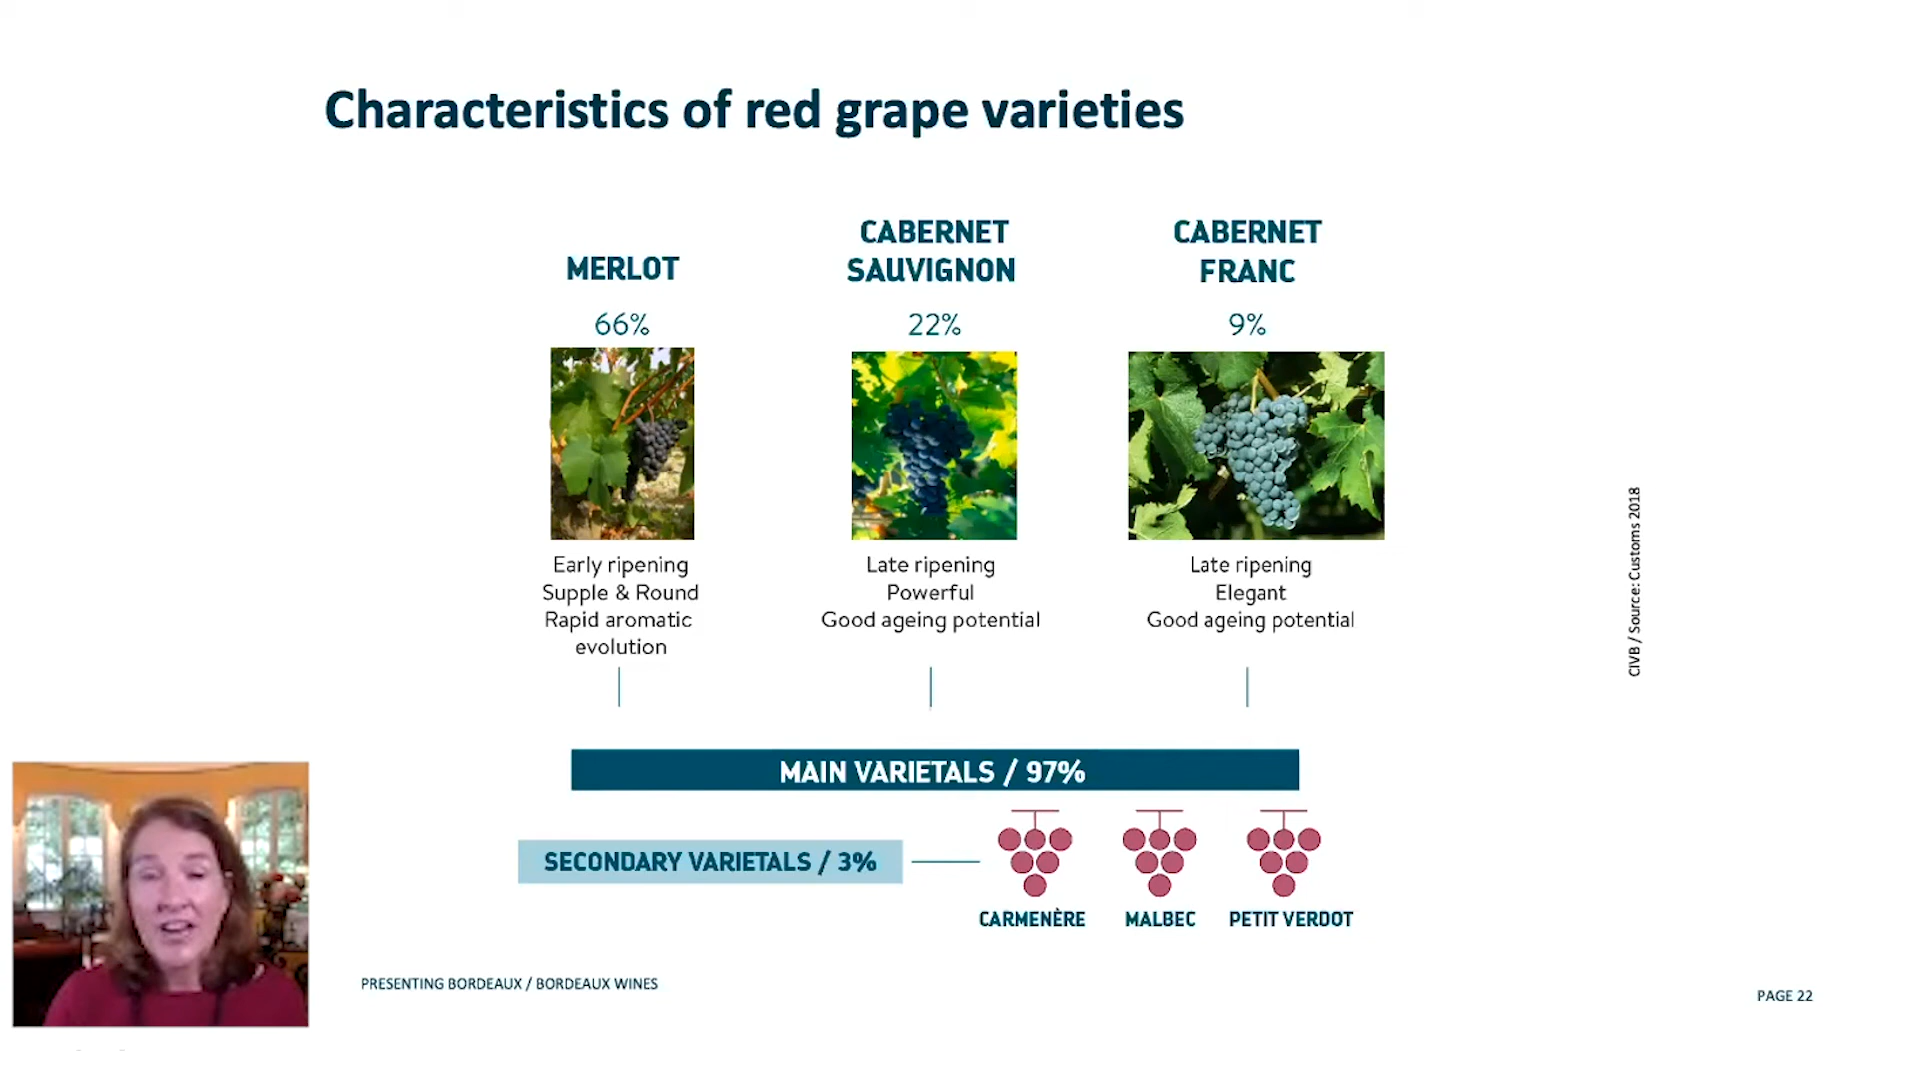 Characteristics of red grape varieties
MERLOT
66%
Early ripening
Supple & Round
Rapid aromatic
evolution
CABERNET
SAUVIGNON
22%
Late ripening
Powerful
Good ageing potential
CABERNET
FRANC
9%
Late ripening
Elegant
Good ageing potential
CIVB / Source: Customs 2018
MAIN VARIETALS / 97%
SECONDARY VARIETALS / 3%
CARMENÈRE
MALBEC
PETIT VERDOT
PRESENTING BORDEAUX / BORDEAUX WINES
PAGE 22